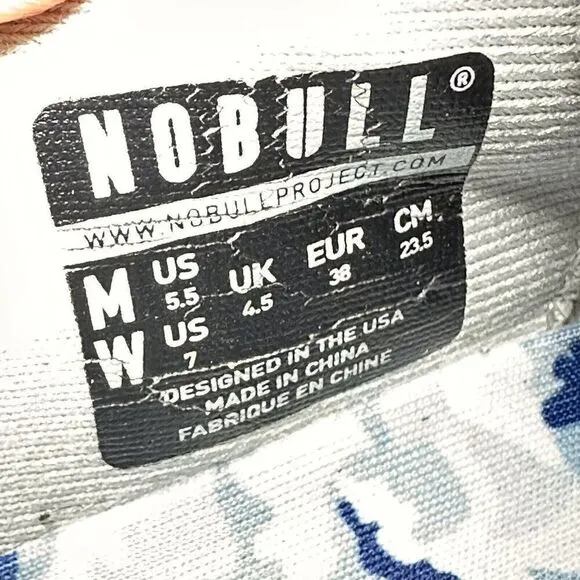 NOBULL®
WWW.NOBULLPROJECT.COM
M US 5.5 UK 4.5 EUR 38 CM 23.5
W US 7
DESIGNED IN THE USA
MADE IN CHINA
FABRIQUE EN CHINE